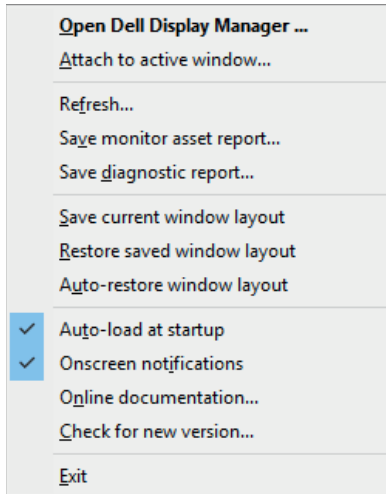 Open Dell Display Manager ...
Attach to active window...
Refresh...
Save monitor asset report...
Save diagnostic report...
Save current window layout
Restore saved window layout
Auto-restore window layout
Auto-load at startup
Onscreen notifications
Online documentation...
Check for new version...
Exit